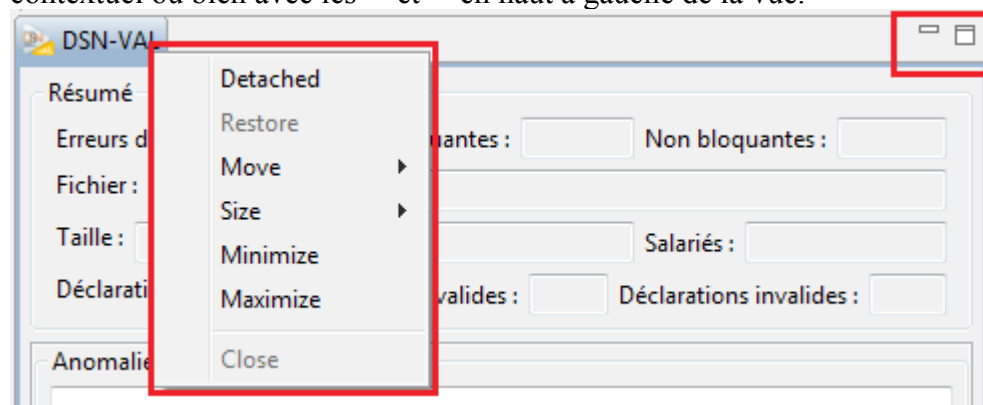 contextuel ou bien avec les et en haut à gauche de la vue.
DSN-VAL
Résumé
Detached
Restore
Move
Size
Minimize
Maximize
Close
Erreurs d
uantes :
Non bloquantes :
Fichier :
Taille :
Salariés :
Déclarati
valides :
Déclarations invalides :
Anomalie